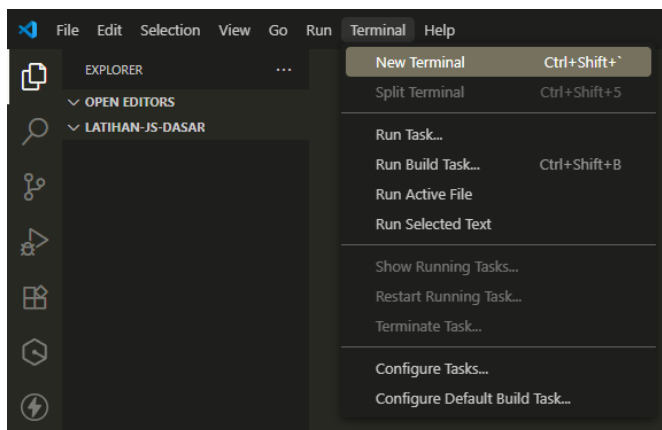 File Edit Selection View Go Run Terminal Help
EXPLORER ...
OPEN EDITORS
LATIHAN-JS-DASAR
New Terminal Ctrl+Shift+`
Split Terminal Ctrl+Shift+5
Run Task...
Run Build Task... Ctrl+Shift+B
Run Active File
Run Selected Text
Show Running Tasks...
Restart Running Task...
Terminate Task...
Configure Tasks...
Configure Default Build Task...